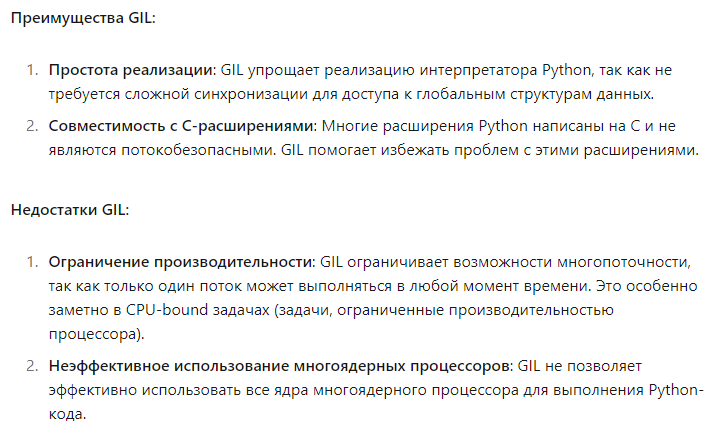 Преимущества GIL:
1. Простота реализации: GIL упрощает реализацию интерпретатора Python, так как не
требуется сложной синхронизации для доступа к глобальным структурам данных.
2. Совместимость с C-расширениями: Многие расширения Python написаны на C и не
являются потокобезопасными. GIL помогает избежать проблем с этими расширениями.
Недостатки GIL:
1. Ограничение производительности: GIL ограничивает возможности многопоточности,
так как только один поток может выполняться в любой момент времени. Это особенно
заметно в CPU-bound задачах (задачи, ограниченные производительностью
процессора).
2. Неэффективное использование многоядерных процессоров: GIL не позволяет
эффективно использовать все ядра многоядерного процессора для выполнения Python-
кода.